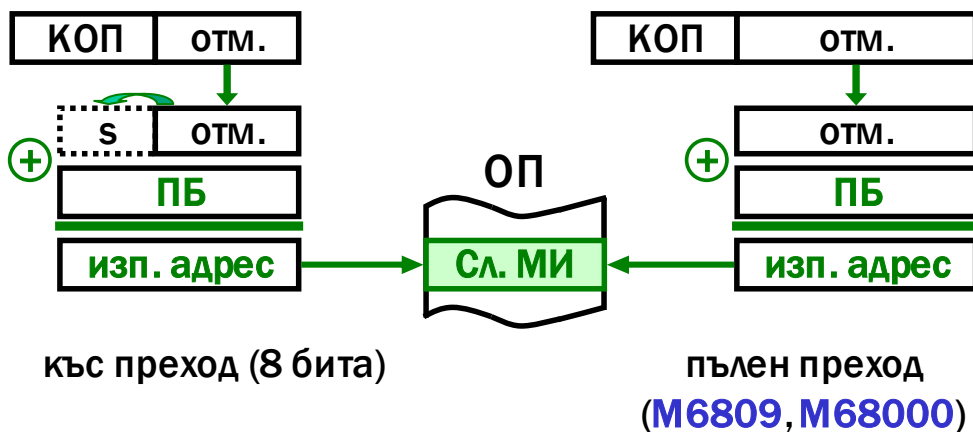 КОП отм. КОП отм.
s отм. отм.
+ ПБ ОП + ПБ
изп. адрес Сл. МИ изп. адрес
къс преход (8 бита) пълен преход
(M6809, M68000)